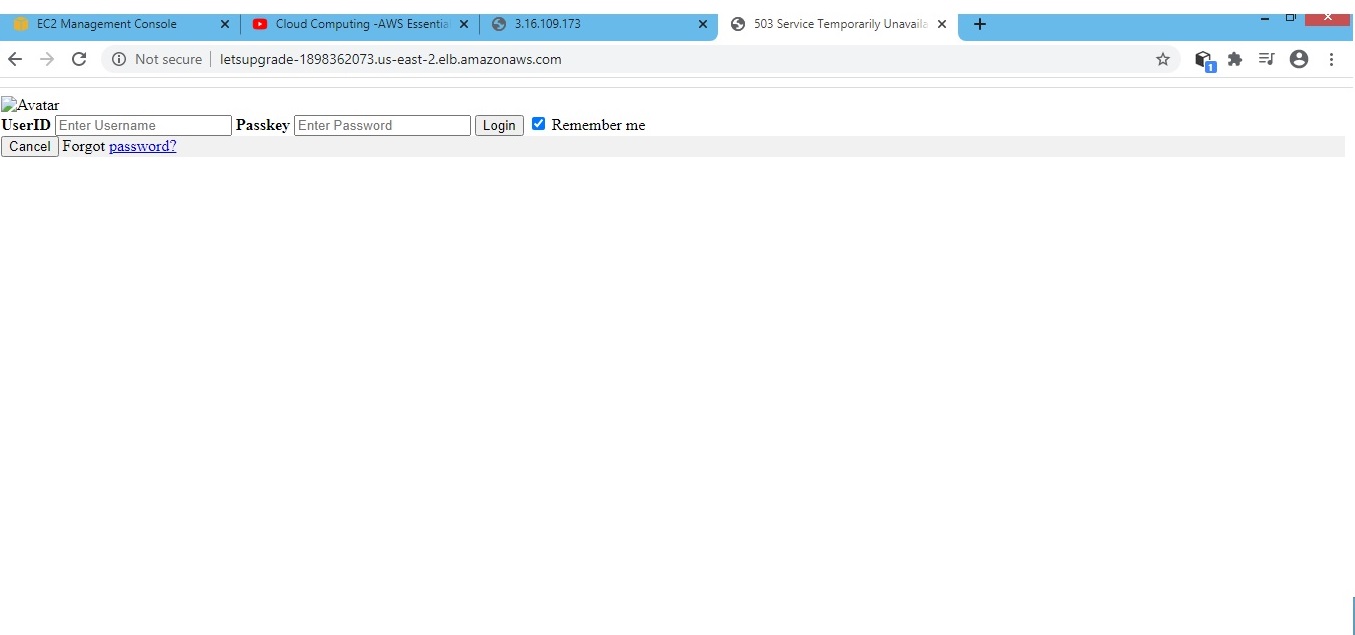 EC2 Management Console
Cloud Computing -AWS Essentia
3.16.109.173
503 Service Temporarily Unavaila
Not secure
letsupgrade-1898362073.us-east-2.elb.amazonaws.com
1
Avatar
UserID Enter Username Passkey Enter Password Login Remember me
Cancel Forgot password?